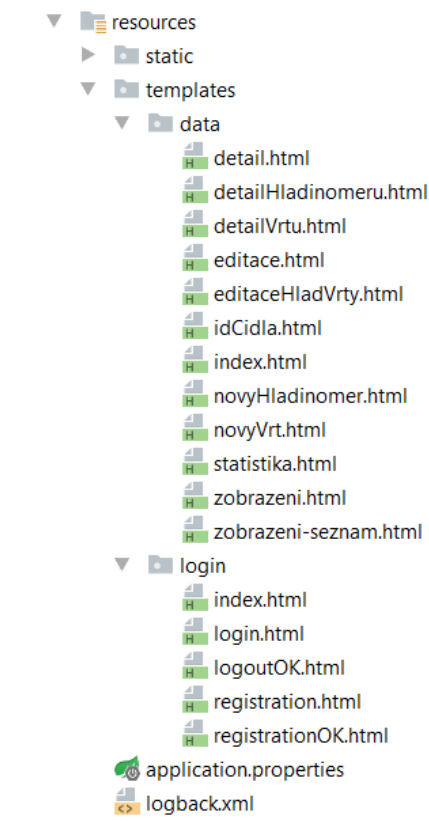 resources
static
templates
data
detail.html
detailHladinomeru.html
detailVrtu.html
editace.html
editaceHladVrty.html
idCidla.html
index.html
novyHladinomer.html
novyVrt.html
statistika.html
zobrazeni.html
zobrazeni-seznam.html
login
index.html
login.html
logoutOK.html
registration.html
registrationOK.html
application.properties
logback.xml